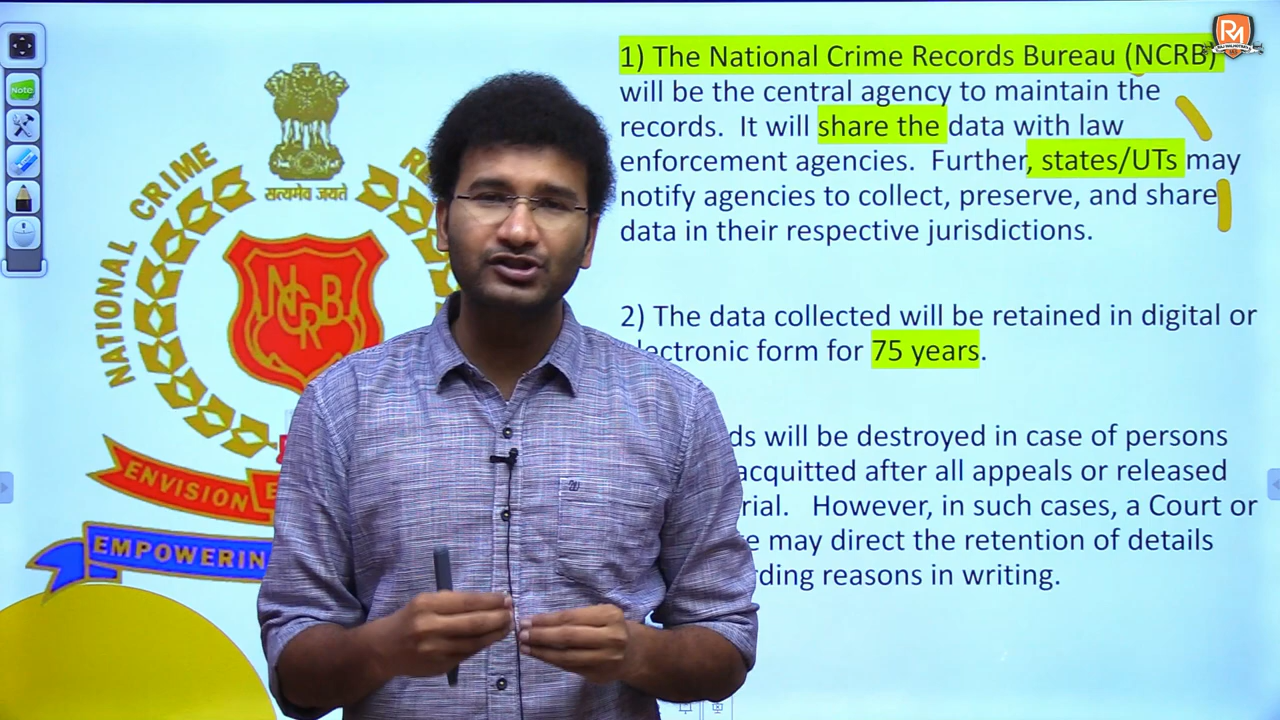 RM
1) The National Crime Records Bureau (NCRB)
will be the central agency to maintain the
records. It will share the data with law
enforcement agencies. Further, states/UTs may
notify agencies to collect, preserve, and share
data in their respective jurisdictions.
2) The data collected will be retained in digital or
lectronic form for 75 years.
ds will be destroyed in case of persons
acquitted after all appeals or released
rial. However, in such cases, a Court or
e may direct the retention of details
ding reasons in writing.
Note
सत्यमेव जयते
NATIONAL CRIME
NCRB
ENVISION
EMPOWERIN